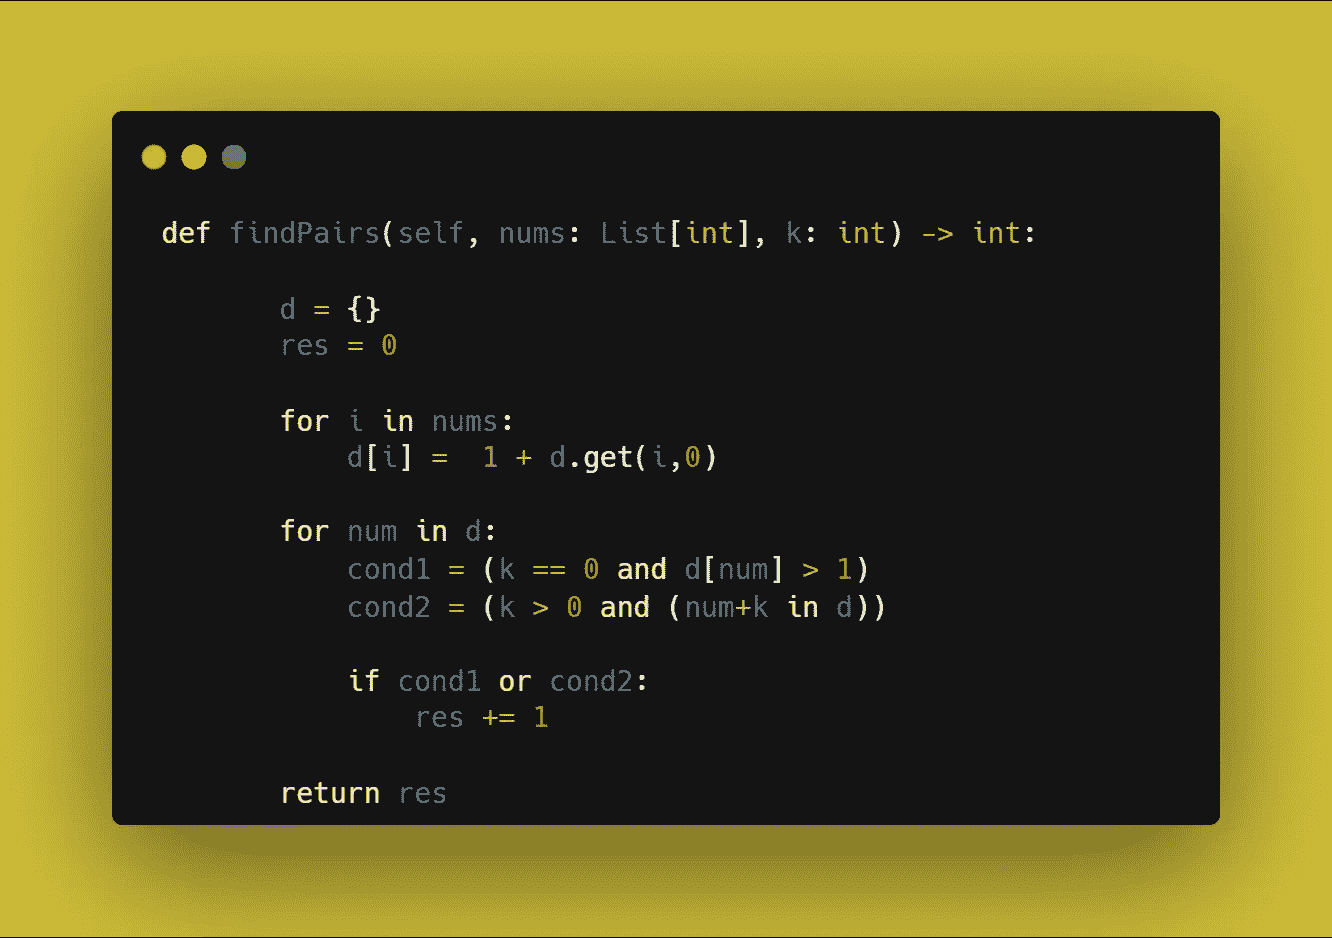 def findPairs(self, nums: List[int], k: int) -> int:
d = {}
res = 0
for i in nums:
d[i] =  1 + d.get(i,0)
for num in d:
cond1 = (k == 0 and d[num] > 1)
cond2 = (k > 0 and (num+k in d))
if cond1 or cond2:
res += 1
return res